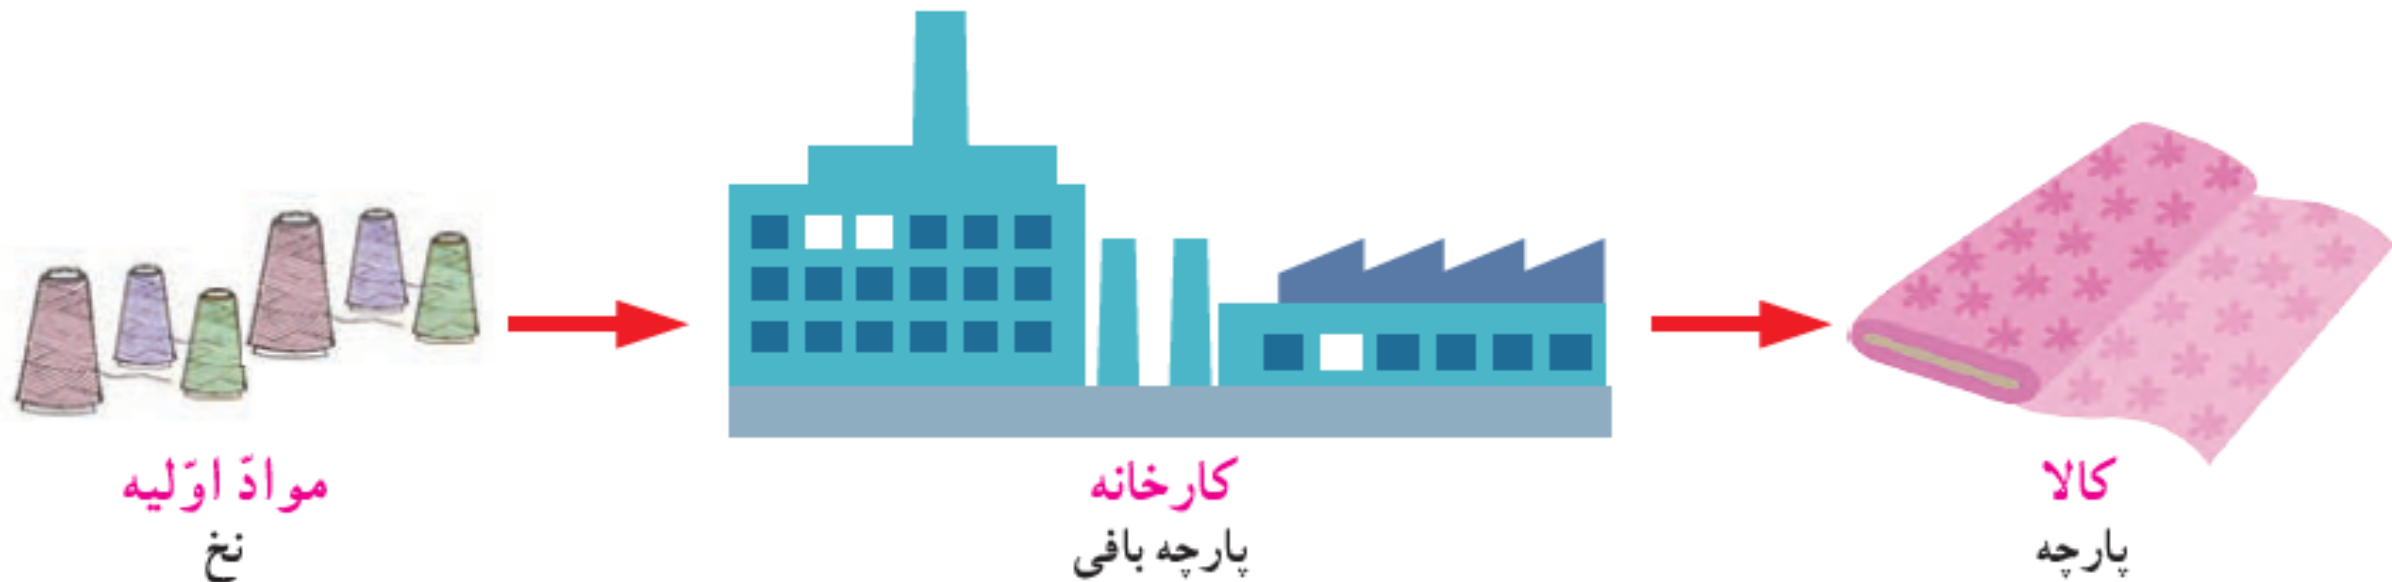 موادّ اوّلیه
نخ
کارخانه
پارچه بافی
کالا
پارچه